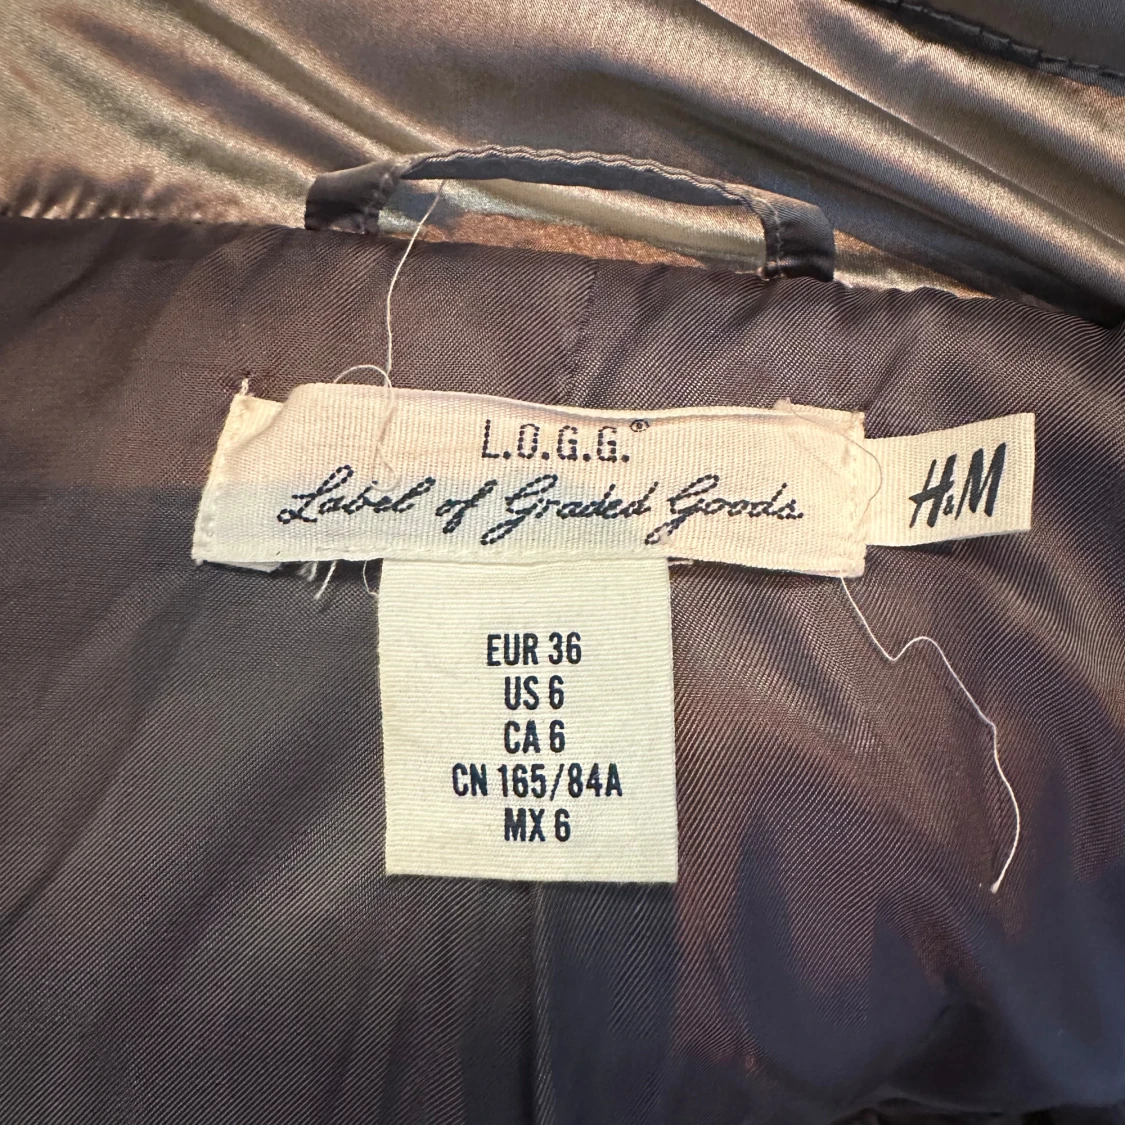 L.O.G.G.®
Label of Graded Goods
H&M
EUR 36
US 6
CA 6
CN 165/84A
MX 6